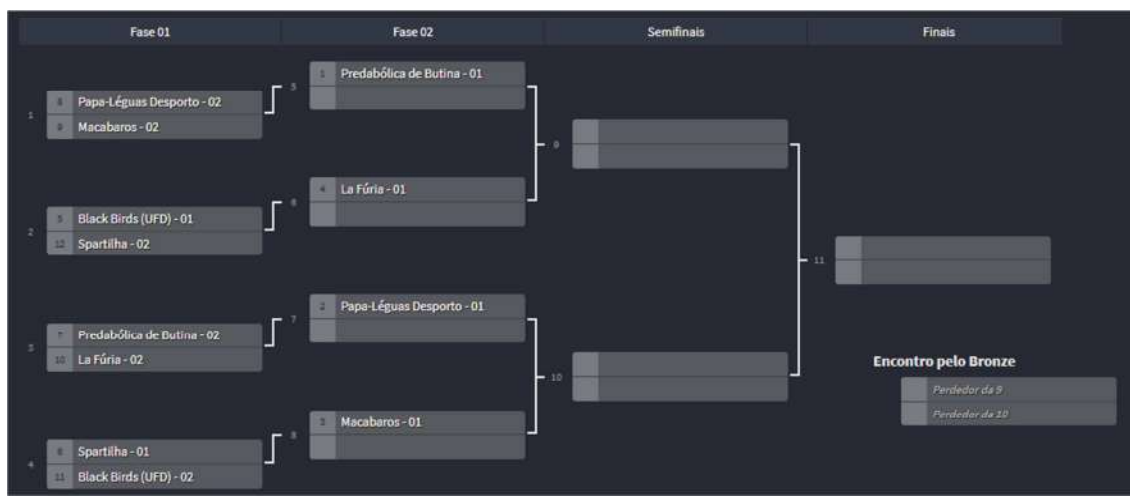 Fase 01
Fase 02
Semifinais
Finais
1
8 Papa-Léguas Desporto - 02
9 Macabaros - 02
2
5 Black Birds (UFD) - 01
12 Spartilha - 02
3
7 Predabólica de Butina - 02
10 La Fúria - 02
4
6 Spartilha - 01
11 Black Birds (UFD) - 02
5
1 Predabólica de Butina - 01
6
4 La Fúria - 01
7
2 Papa-Léguas Desporto - 01
8
3 Macabaros - 01
9
10
11
Encontro pelo Bronze
Perdedor da 9
Perdedor da 10